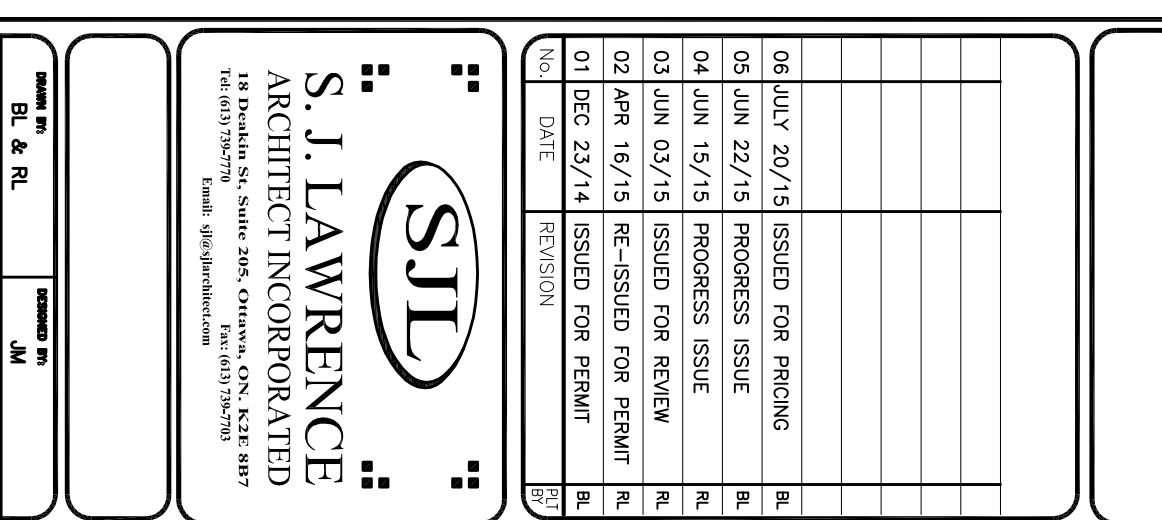 06 JULY 20/15 ISSUED FOR PRICING BL
05 JUN 22/15 PROGRESS ISSUE BL
04 JUN 15/15 PROGRESS ISSUE RL
03 JUN 03/15 ISSUED FOR REVIEW RL
02 APR 16/15 RE-ISSUED FOR PERMIT RL
01 DEC 23/14 ISSUED FOR PERMIT BL
No. DATE REVISION PLT BY
SJL
S. J. LAWRENCE
ARCHITECT INCORPORATED
18 Deakin St, Suite 205, Ottawa, ON. K2E 8B7
Tel: (613) 739-7770 Fax: (613) 739-7703
Email: sjl@sjlarchitect.com
DRAWN BY: DESIGNED BY:
BL & RL JM